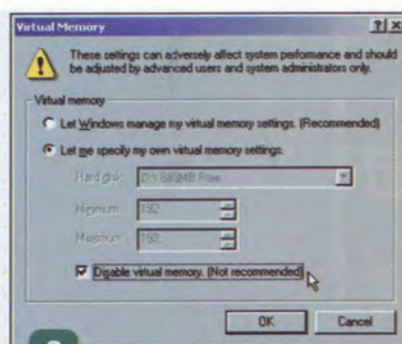 Virtual Memory
These settings can adversely affect system performance and should
be adjusted by advanced users and system administrators only.
Virtual memory
Let Windows manage my virtual memory settings. (Recommended)
Let me specify my own virtual memory settings.
Hard disk: D:\ 683MB Free
Minimum: 192
Maximum: 192
Disable virtual memory. (Not recommended)
OK Cancel